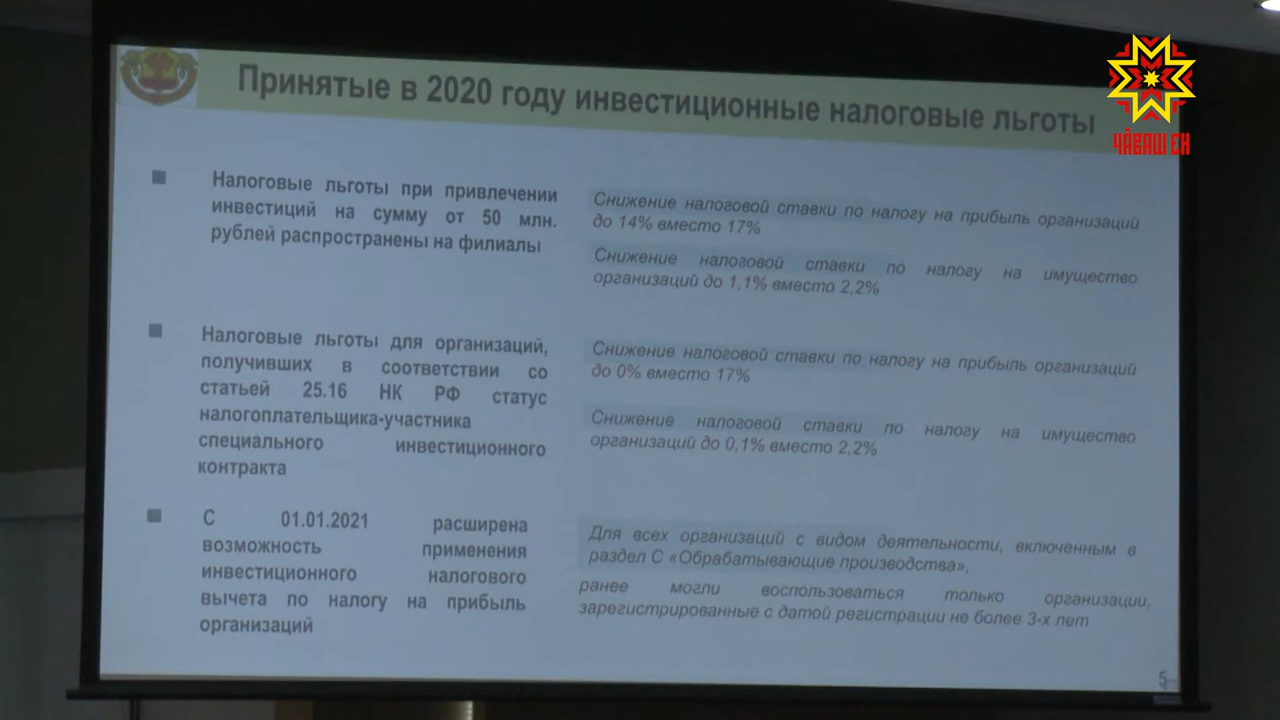 Принятые в 2020 году инвестиционные налоговые льготы
ЧӐВАШ ЕН
Налоговые льготы при привлечении
инвестиций на сумму от 50 млн.
рублей распространены на филиалы
Снижение налоговой ставки по налогу на прибыль организаций
до 14% вместо 17%
Снижение налоговой ставки по налогу на имущество
организаций до 1,1% вместо 2,2%
Налоговые льготы для организаций,
получивших в соответствии со
статьей 25.16 НК РФ статус
налогоплательщика-участника
специального инвестиционного
контракта
Снижение налоговой ставки по налогу на прибыль организаций
до 0% вместо 17%
Снижение налоговой ставки по налогу на имущество
организаций до 0,1% вместо 2,2%
С 01.01.2021 расширена
возможность применения
инвестиционного налогового
вычета по налогу на прибыль
организаций
Для всех организаций с видом деятельности, включенным в
раздел С «Обрабатывающие производства»,
ранее могли воспользоваться только организации,
зарегистрированные с датой регистрации не более 3-х лет
5